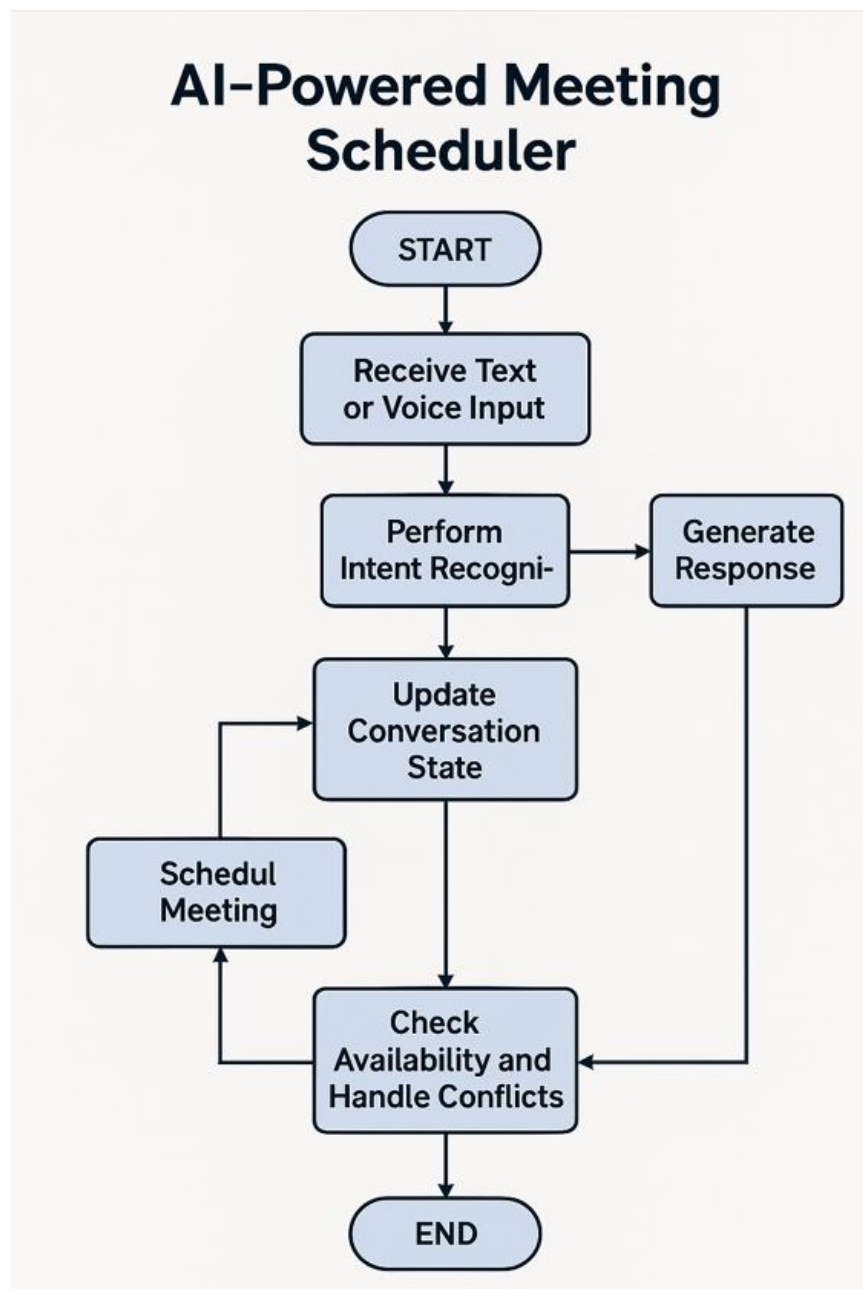 AI-Powered Meeting
Scheduler
START
Receive Text
or Voice Input
Perform
Intent Recogni-
Generate
Response
Update
Conversation
State
Schedul
Meeting
Check
Availability and
Handle Conflicts
END